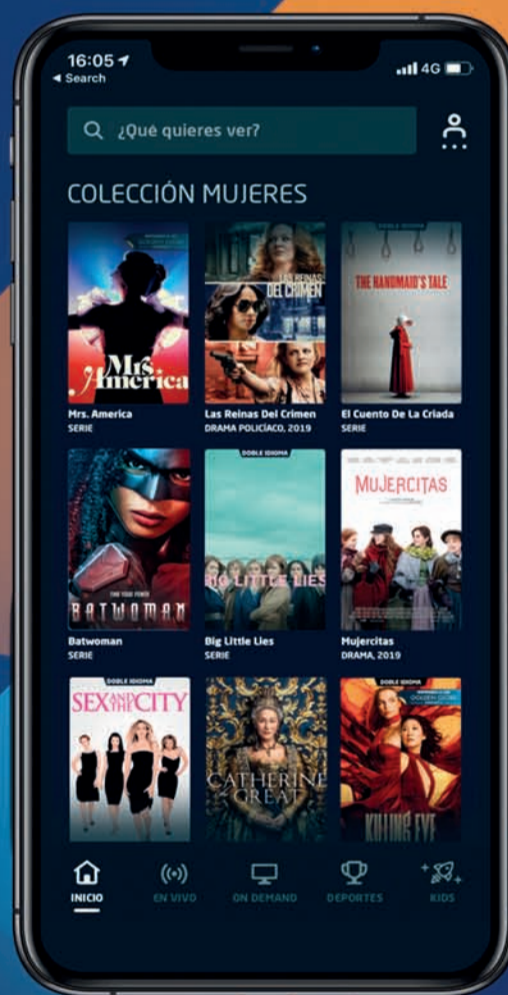 16:05
Search
4G
¿Qué quieres ver?
COLECCIÓN MUJERES
Mrs.
America
LAS REINAS
DEL CRIMEN
DOBLE IDIOMA
THE HANDMAID'S TALE
Mrs. America
SERIE
Las Reinas Del Crimen
DRAMA POLICÍACO, 2019
El Cuento De La Criada
SERIE
BATWOMAN
DOBLE IDIOMA
BIG LITTLE LIES
MUJERCITAS
Batwoman
SERIE
Big Little Lies
SERIE
Mujercitas
DRAMA, 2019
DOBLE IDIOMA
SEX AND THE CITY
CATHERINE
GREAT
DOBLE IDIOMA
GOLDEN GLOBE
KILLING EVE
INICIO
EN VIVO
ON DEMAND
DEPORTES
KIDS